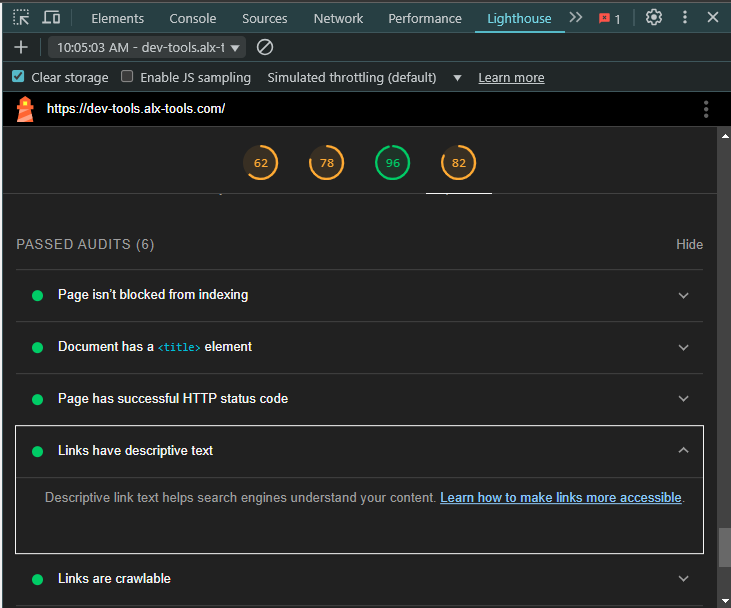 Elements Console Sources Network Performance Lighthouse 1
10:05:03 AM - dev-tools.alx-t
Clear storage Enable JS sampling Simulated throttling (default) Learn more
https://dev-tools.alx-tools.com/
62 78 96 82
PASSED AUDITS (6) Hide
Page isn't blocked from indexing
Document has a <title> element
Page has successful HTTP status code
Links have descriptive text
Descriptive link text helps search engines understand your content. Learn how to make links more accessible.
Links are crawlable